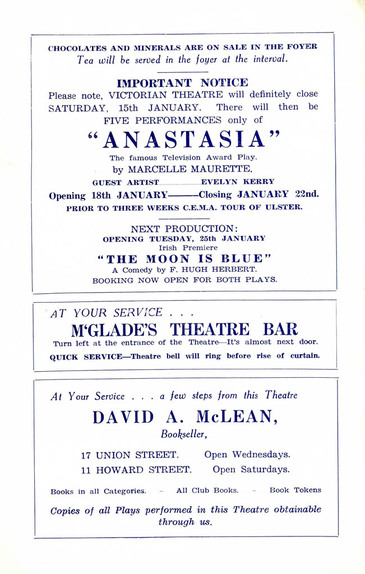 CHOCOLATES AND MINERALS ARE ON SALE IN THE FOYER
Tea will be served in the foyer at the interval.
IMPORTANT NOTICE
Please note, VICTORIAN THEATRE will definitely close
SATURDAY, 15th JANUARY. There will then be
FIVE PERFORMANCES only of
"ANASTASIA"
The famous Television Award Play.
by MARCELLE MAURETTE.
GUEST ARTIST EVELYN KERRY
Opening 18th JANUARY——Closing JANUARY 22nd.
PRIOR TO THREE WEEKS C.E.M.A. TOUR OF ULSTER.
NEXT PRODUCTION:
OPENING TUESDAY, 25th JANUARY
Irish Premiere
"THE MOON IS BLUE"
A Comedy by F. HUGH HERBERT.
BOOKING NOW OPEN FOR BOTH PLAYS.
AT YOUR SERVICE . . .
McGLADE'S THEATRE BAR
Turn left at the entrance of the Theatre—It's almost next door.
QUICK SERVICE—Theatre bell will ring before rise of curtain.
At Your Service . . . a few steps from this Theatre
DAVID A. McLEAN,
Bookseller,
17 UNION STREET. Open Wednesdays.
11 HOWARD STREET. Open Saturdays.
Books in all Categories. - All Club Books. - Book Tokens
Copies of all Plays performed in this Theatre obtainable
through us.